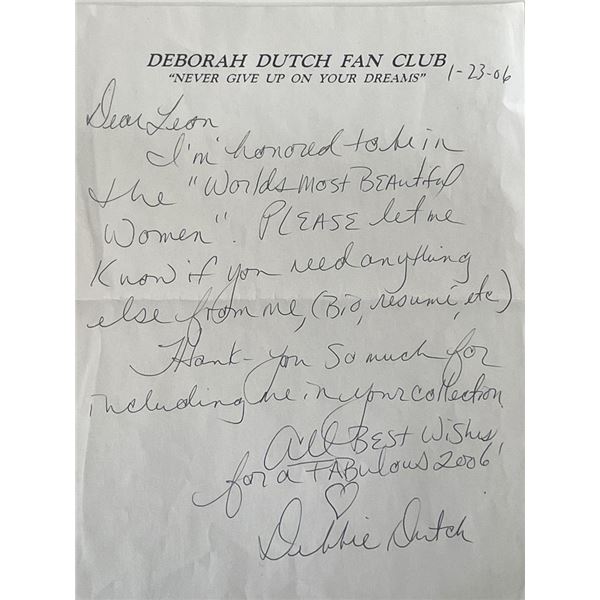 DEBORAH DUTCH FAN CLUB
"NEVER GIVE UP ON YOUR DREAMS"
1-23-06
Dear Leon
I'm honored to be in
the "Worlds most BEAutiful
Women". PLEASE let me
Know if you need anything
else from me, (Bio, resumé, etc)
Thank-you so much for
including me in your collection
All BEST Wishes,
for a FABulous 2006
Debbie Dutch